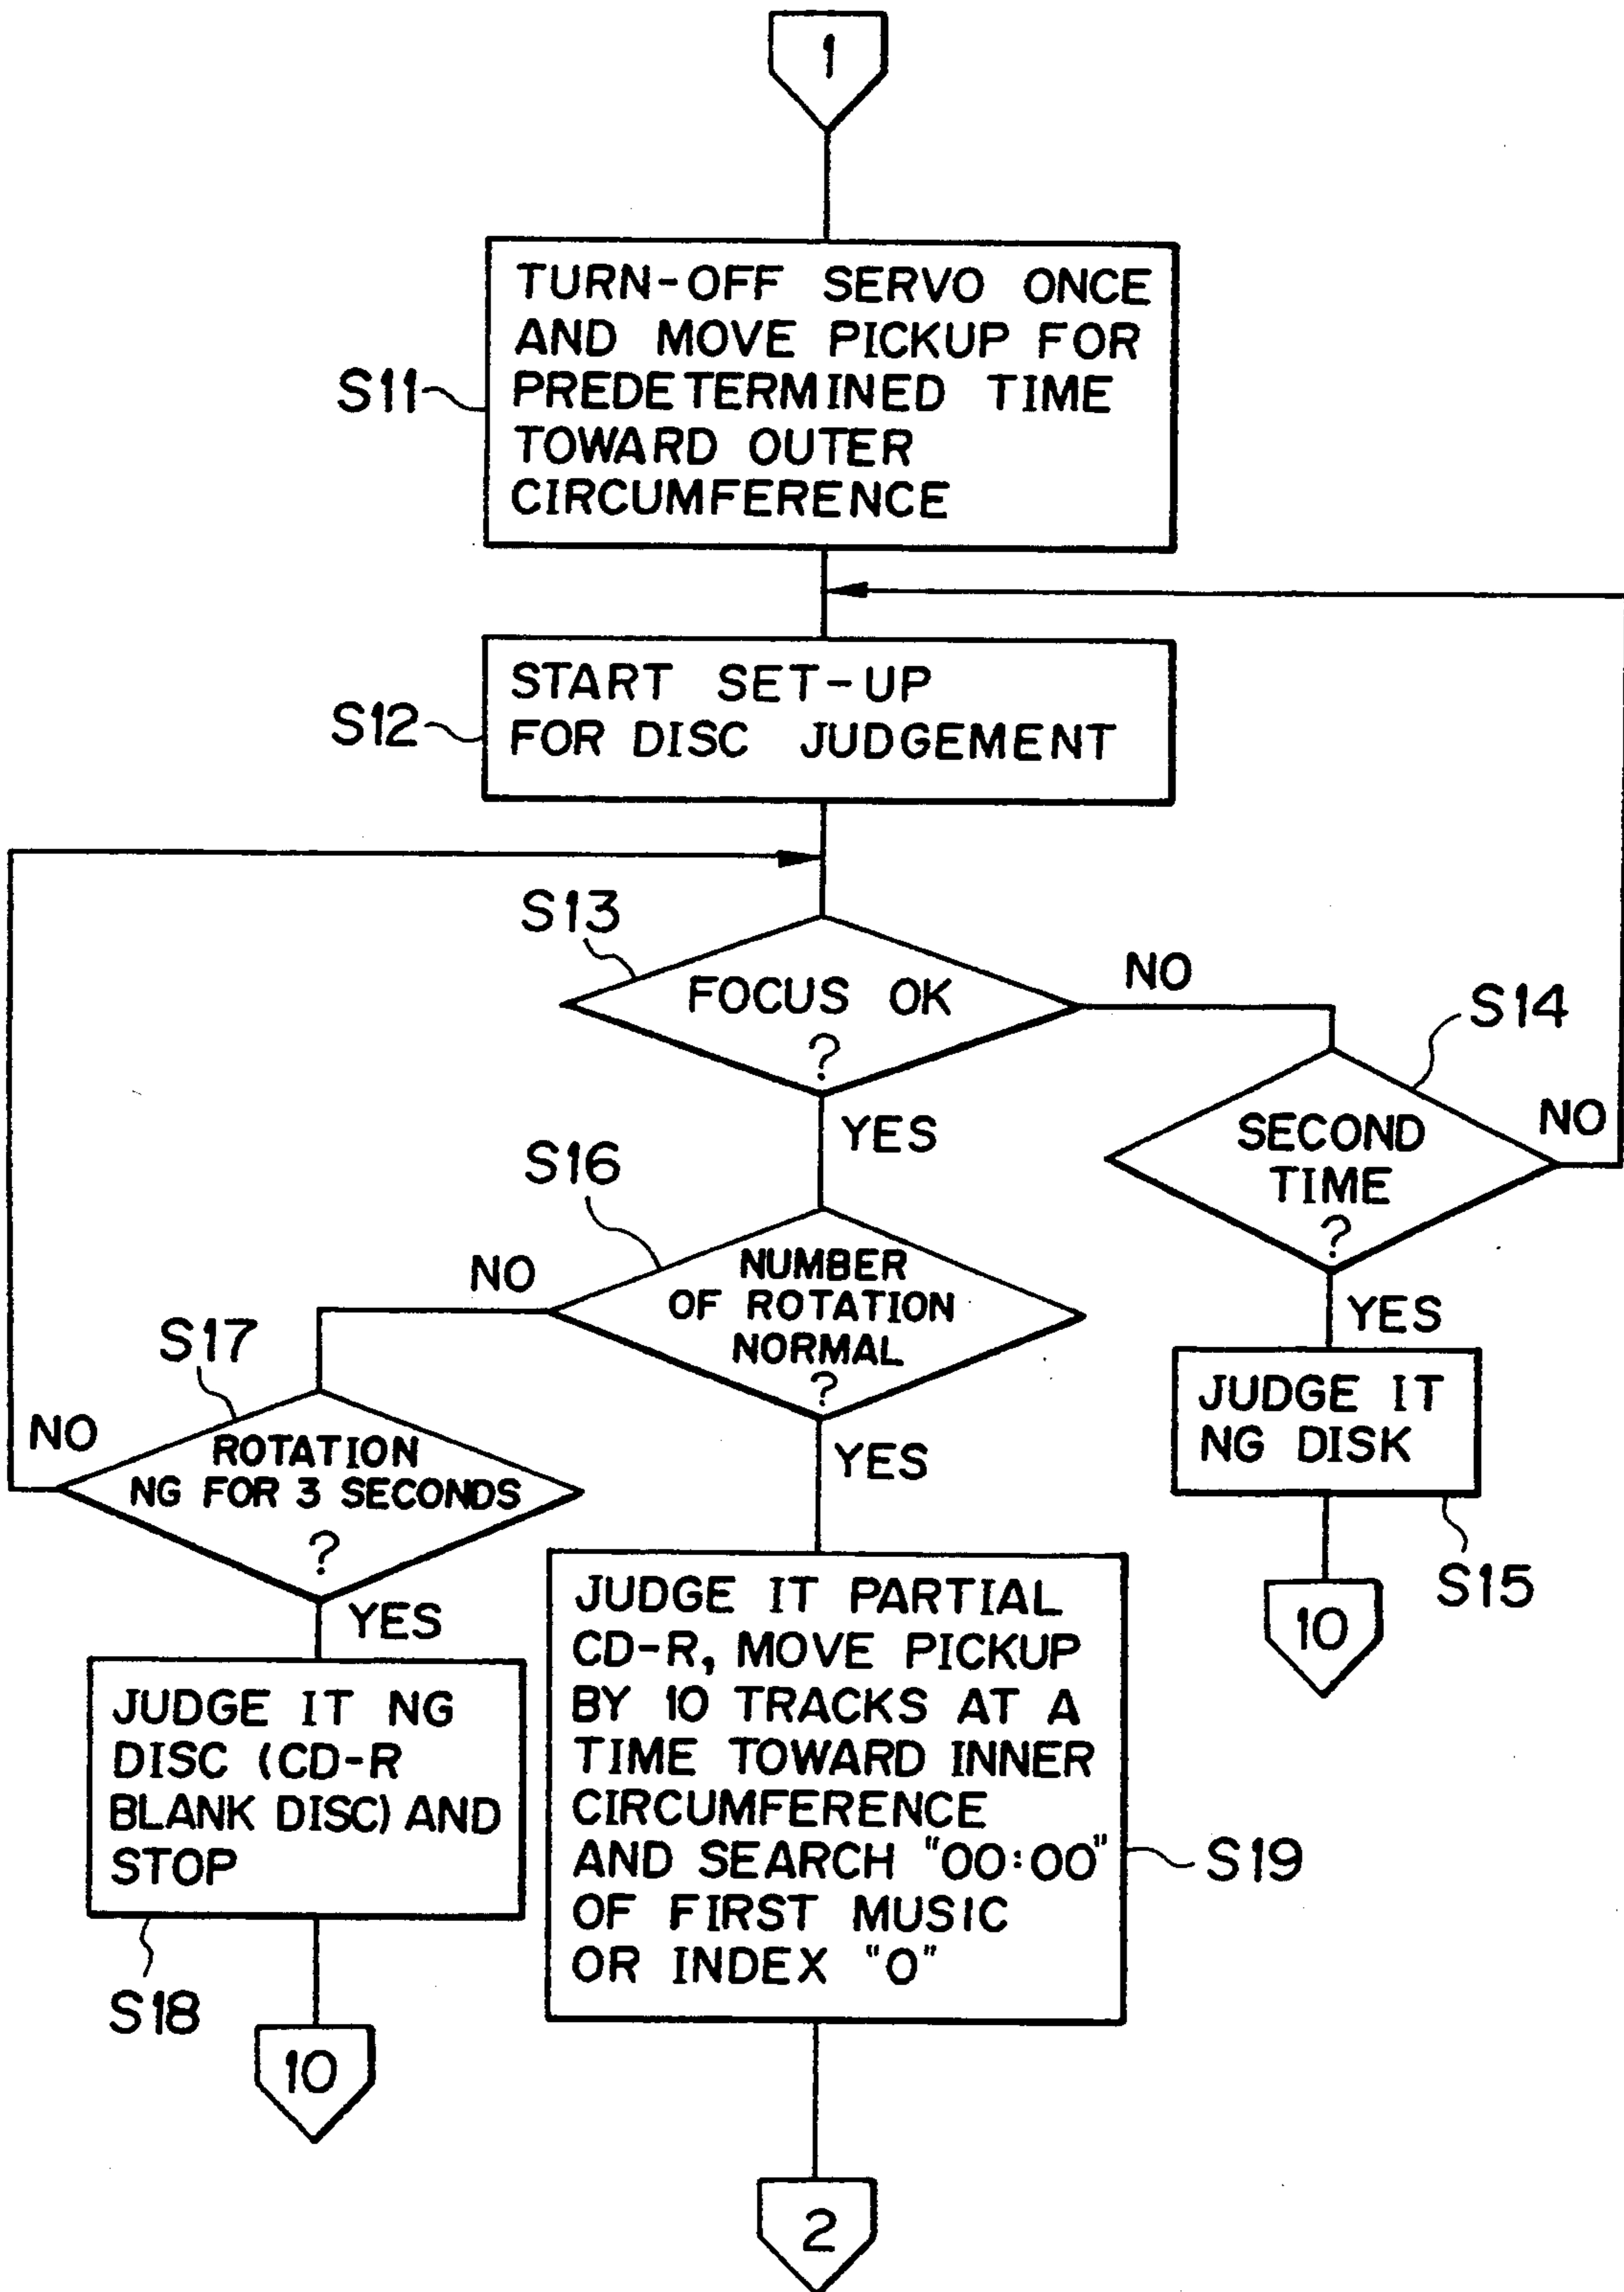 1
TURN-OFF SERVO ONCE
AND MOVE PICKUP FOR
PREDETERMINED TIME
TOWARD OUTER
CIRCUMFERENCE
S11
START SET-UP
FOR DISC JUDGEMENT
S12
S13
FOCUS OK
?
NO
S14
YES
SECOND
TIME
?
NO
S16
NUMBER
OF ROTATION
NORMAL
?
NO
YES
JUDGE IT
NG DISK
S15
10
S17
ROTATION
NG FOR 3 SECONDS
?
NO
YES
YES
JUDGE IT NG
DISC (CD-R
BLANK DISC) AND
STOP
S18
10
JUDGE IT PARTIAL
CD-R, MOVE PICKUP
BY 10 TRACKS AT A
TIME TOWARD INNER
CIRCUMFERENCE
AND SEARCH "00:00"
OF FIRST MUSIC
OR INDEX "0"
S19
2